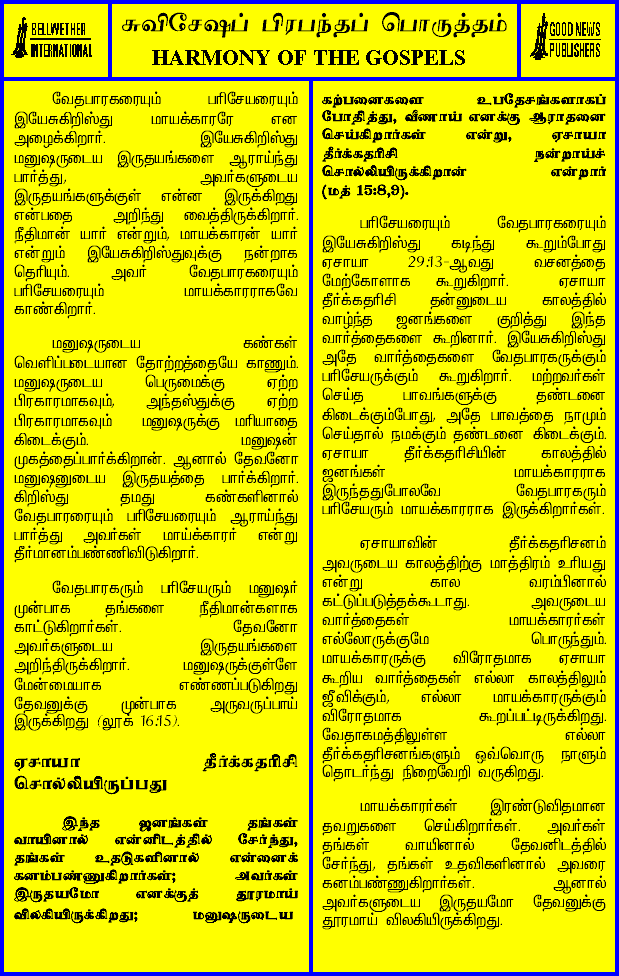 BELLWETHER
INTERNATIONAL
சுவிசேஷப் பிரபந்தப் பொருத்தம்
HARMONY OF THE GOSPELS
GOOD NEWS
PUBLISHERS
வேதபாரகரையும் பரிசேயரையும்
இயேசுகிறிஸ்து மாயக்காரரே என
அழைக்கிறார். இயேசுகிறிஸ்து
மனுஷருடைய இருதயங்களை ஆராய்ந்து
பார்த்து, அவர்களுடைய
இருதயங்களுக்குள் என்ன இருக்கிறது
என்பதை அறிந்து வைத்திருக்கிறார்.
நீதிமான் யார் என்றும், மாயக்காரன் யார்
என்றும் இயேசுகிறிஸ்துவுக்கு நன்றாக
தெரியும். அவர் வேதபாரகரையும்
பரிசேயரையும் மாயக்காரராகவே
காண்கிறார்.
மனுஷருடைய கண்கள்
வெளிப்படையான தோற்றத்தையே காணும்.
மனுஷருடைய பெருமைக்கு ஏற்ற
பிரகாரமாகவும், அந்தஸ்துக்கு ஏற்ற
பிரகாரமாகவும் மனுஷருக்கு மரியாதை
கிடைக்கும். மனுஷன்
முகத்தைப்பார்க்கிறான். ஆனால் தேவனோ
மனுஷனுடைய இருதயத்தை பார்க்கிறார்.
கிறிஸ்து தமது கண்களினால்
வேதபாரரையும் பரிசேயரையும் ஆராய்ந்து
பார்த்து அவர்கள் மாய்க்காரர் என்று
தீர்மானம்பண்ணிவிடுகிறார்.
வேதபாரகரும் பரிசேயரும் மனுஷர்
முன்பாக தங்களை நீதிமான்களாக
காட்டுகிறார்கள். தேவனோ
அவர்களுடைய இருதயங்களை
அறிந்திருக்கிறார். மனுஷருக்குள்ளே
மேன்மையாக எண்ணப்படுகிறது
தேவனுக்கு முன்பாக அருவருப்பாய்
இருக்கிறது (லூக் 16:15).
ஏசாயா தீர்க்கதரிசி
சொல்லியிருப்பது
இந்த ஜனங்கள் தங்கள்
வாயினால் என்னிடத்தில் சேர்ந்து,
தங்கள் உதடுகளினால் என்னைக்
கனம்பண்ணுகிறார்கள்; அவர்கள்
இருதயமோ எனக்குத் தூரமாய்
விலகியிருக்கிறது; மனுஷருடைய
கற்பனைகளை உபதேசங்களாகப்
போதித்து, வீணாய் எனக்கு ஆராதனை
செய்கிறார்கள் என்று, ஏசாயா
தீர்க்கதரிசி நன்றாய்ச்
சொல்லியிருக்கிறான் என்றார்
(மத் 15:8,9).
பரிசேயரையும் வேதபாரகரையும்
இயேசுகிறிஸ்து கடிந்து கூறும்போது
ஏசாயா 29:13-ஆவது வசனத்தை
மேற்கோளாக கூறுகிறார். ஏசாயா
தீர்க்கதரிசி தன்னுடைய காலத்தில்
வாழ்ந்த ஜனங்களை குறித்து இந்த
வார்த்தைகளை கூறினார். இயேசுகிறிஸ்து
அதே வார்த்தைகளை வேதபாரகருக்கும்
பரிசேயருக்கும் கூறுகிறார். மற்றவர்கள்
செய்த பாவங்களுக்கு தண்டனை
கிடைக்கும்போது, அதே பாவத்தை நாமும்
செய்தால் நமக்கும் தண்டனை கிடைக்கும்.
ஏசாயா தீர்க்கதரிசியின் காலத்தில்
ஜனங்கள் மாயக்காரராக
இருந்ததுபோலவே வேதபாரகரும்
பரிசேயரும் மாயக்காரராக இருக்கிறார்கள்.
ஏசாயாவின் தீர்க்கதரிசனம்
அவருடைய காலத்திற்கு மாத்திரம் உரியது
என்று கால வரம்பினால்
கட்டுப்படுத்தக்கூடாது. அவருடைய
வார்த்தைகள் மாயக்காரர்கள்
எல்லோருக்குமே பொருந்தும்.
மாயக்காரருக்கு விரோதமாக ஏசாயா
கூறிய வார்த்தைகள் எல்லா காலத்திலும்
ஜீவிக்கும், எல்லா மாயக்காரருக்கும்
விரோதமாக கூறப்பட்டிருக்கிறது.
வேதாகமத்திலுள்ள எல்லா
தீர்க்கதரிசனங்களும் ஒவ்வொரு நாளும்
தொடர்ந்து நிறைவேறி வருகிறது.
மாயக்காரர்கள் இரண்டுவிதமான
தவறுகளை செய்கிறார்கள். அவர்கள்
தங்கள் வாயினால் தேவனிடத்தில்
சேர்ந்து, தங்கள் உதவிகளினால் அவரை
கனம்பண்ணுகிறார்கள். ஆனால்
அவர்களுடைய இருதயமோ தேவனுக்கு
தூரமாய் விலகியிருக்கிறது.